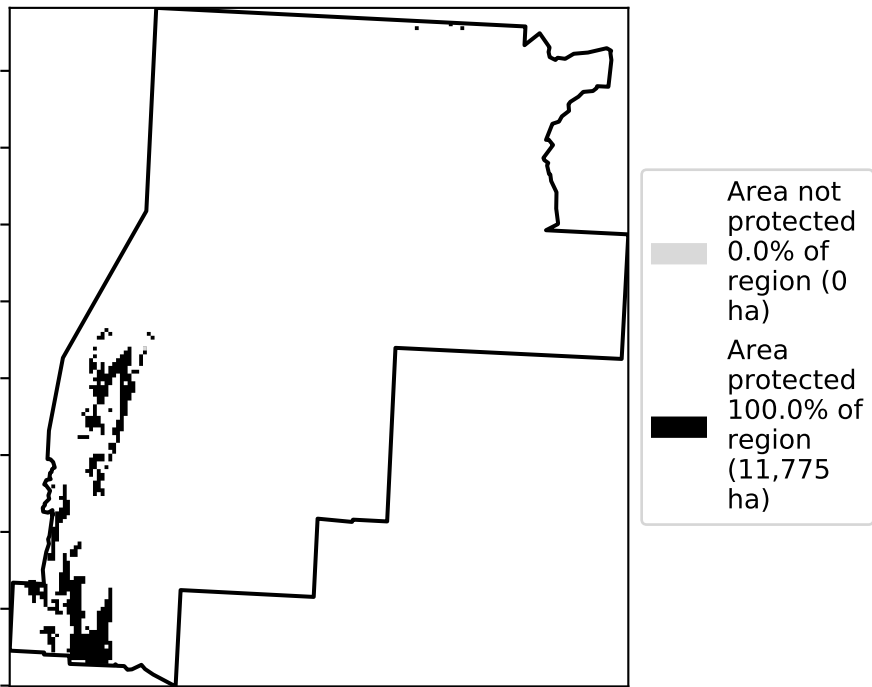 Area not
protected
0.0% of
region (0
ha)
Area
protected
100.0% of
region
(11,775
ha)